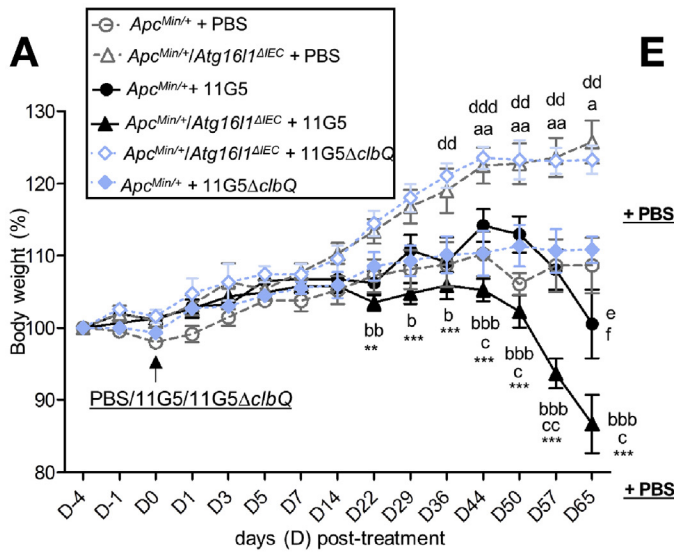 A
E
Apc^Min/+ + PBS
Apc^Min/+/Atg16l1^ΔIEC + PBS
Apc^Min/+ + 11G5
Apc^Min/+/Atg16l1^ΔIEC + 11G5
Apc^Min/+/Atg16l1^ΔIEC + 11G5ΔclbQ
Apc^Min/+ + 11G5ΔclbQ
Body weight (%)
130
120
110
100
90
80
dd
ddd
aa
dd
aa
dd
aa
dd
a
bb
**
b
***
b
***
bbb
c
***
bbb
c
***
bbb
cc
***
bbb
c
***
e
f
PBS/11G5/11G5ΔclbQ
D-4 D-1 D0 D1 D3 D5 D7 D14 D22 D29 D36 D44 D50 D57 D65
days (D) post-treatment
+ PBS
+ PBS